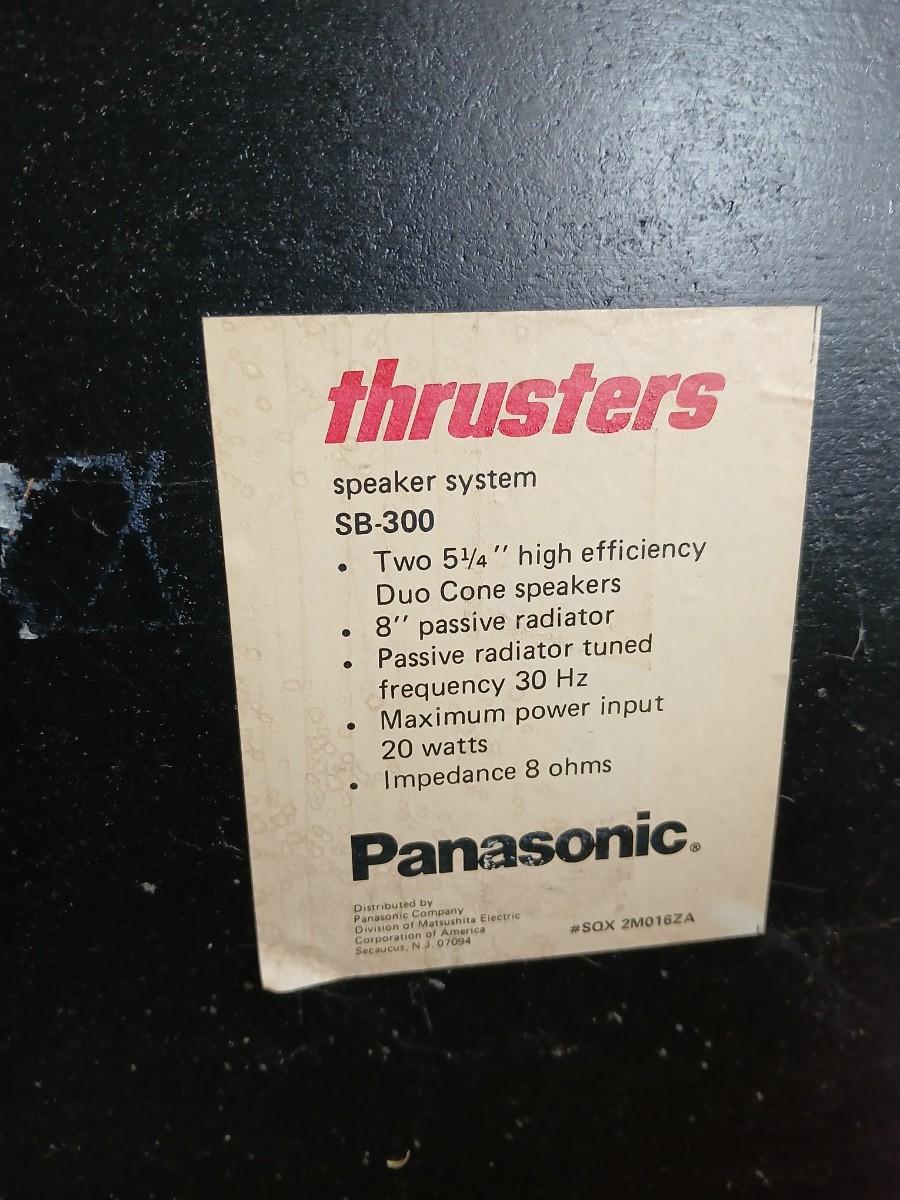 thrusters
speaker system
SB-300
• Two 5¼" high efficiency
Duo Cone speakers
• 8" passive radiator
• Passive radiator tuned
frequency 30 Hz
• Maximum power input
20 watts
• Impedance 8 ohms
Panasonic®
Distributed by
Panasonic Company
Division of Matsushita Electric
Corporation of America
Secaucus, N.J. 07094
#SQX 2M016ZA